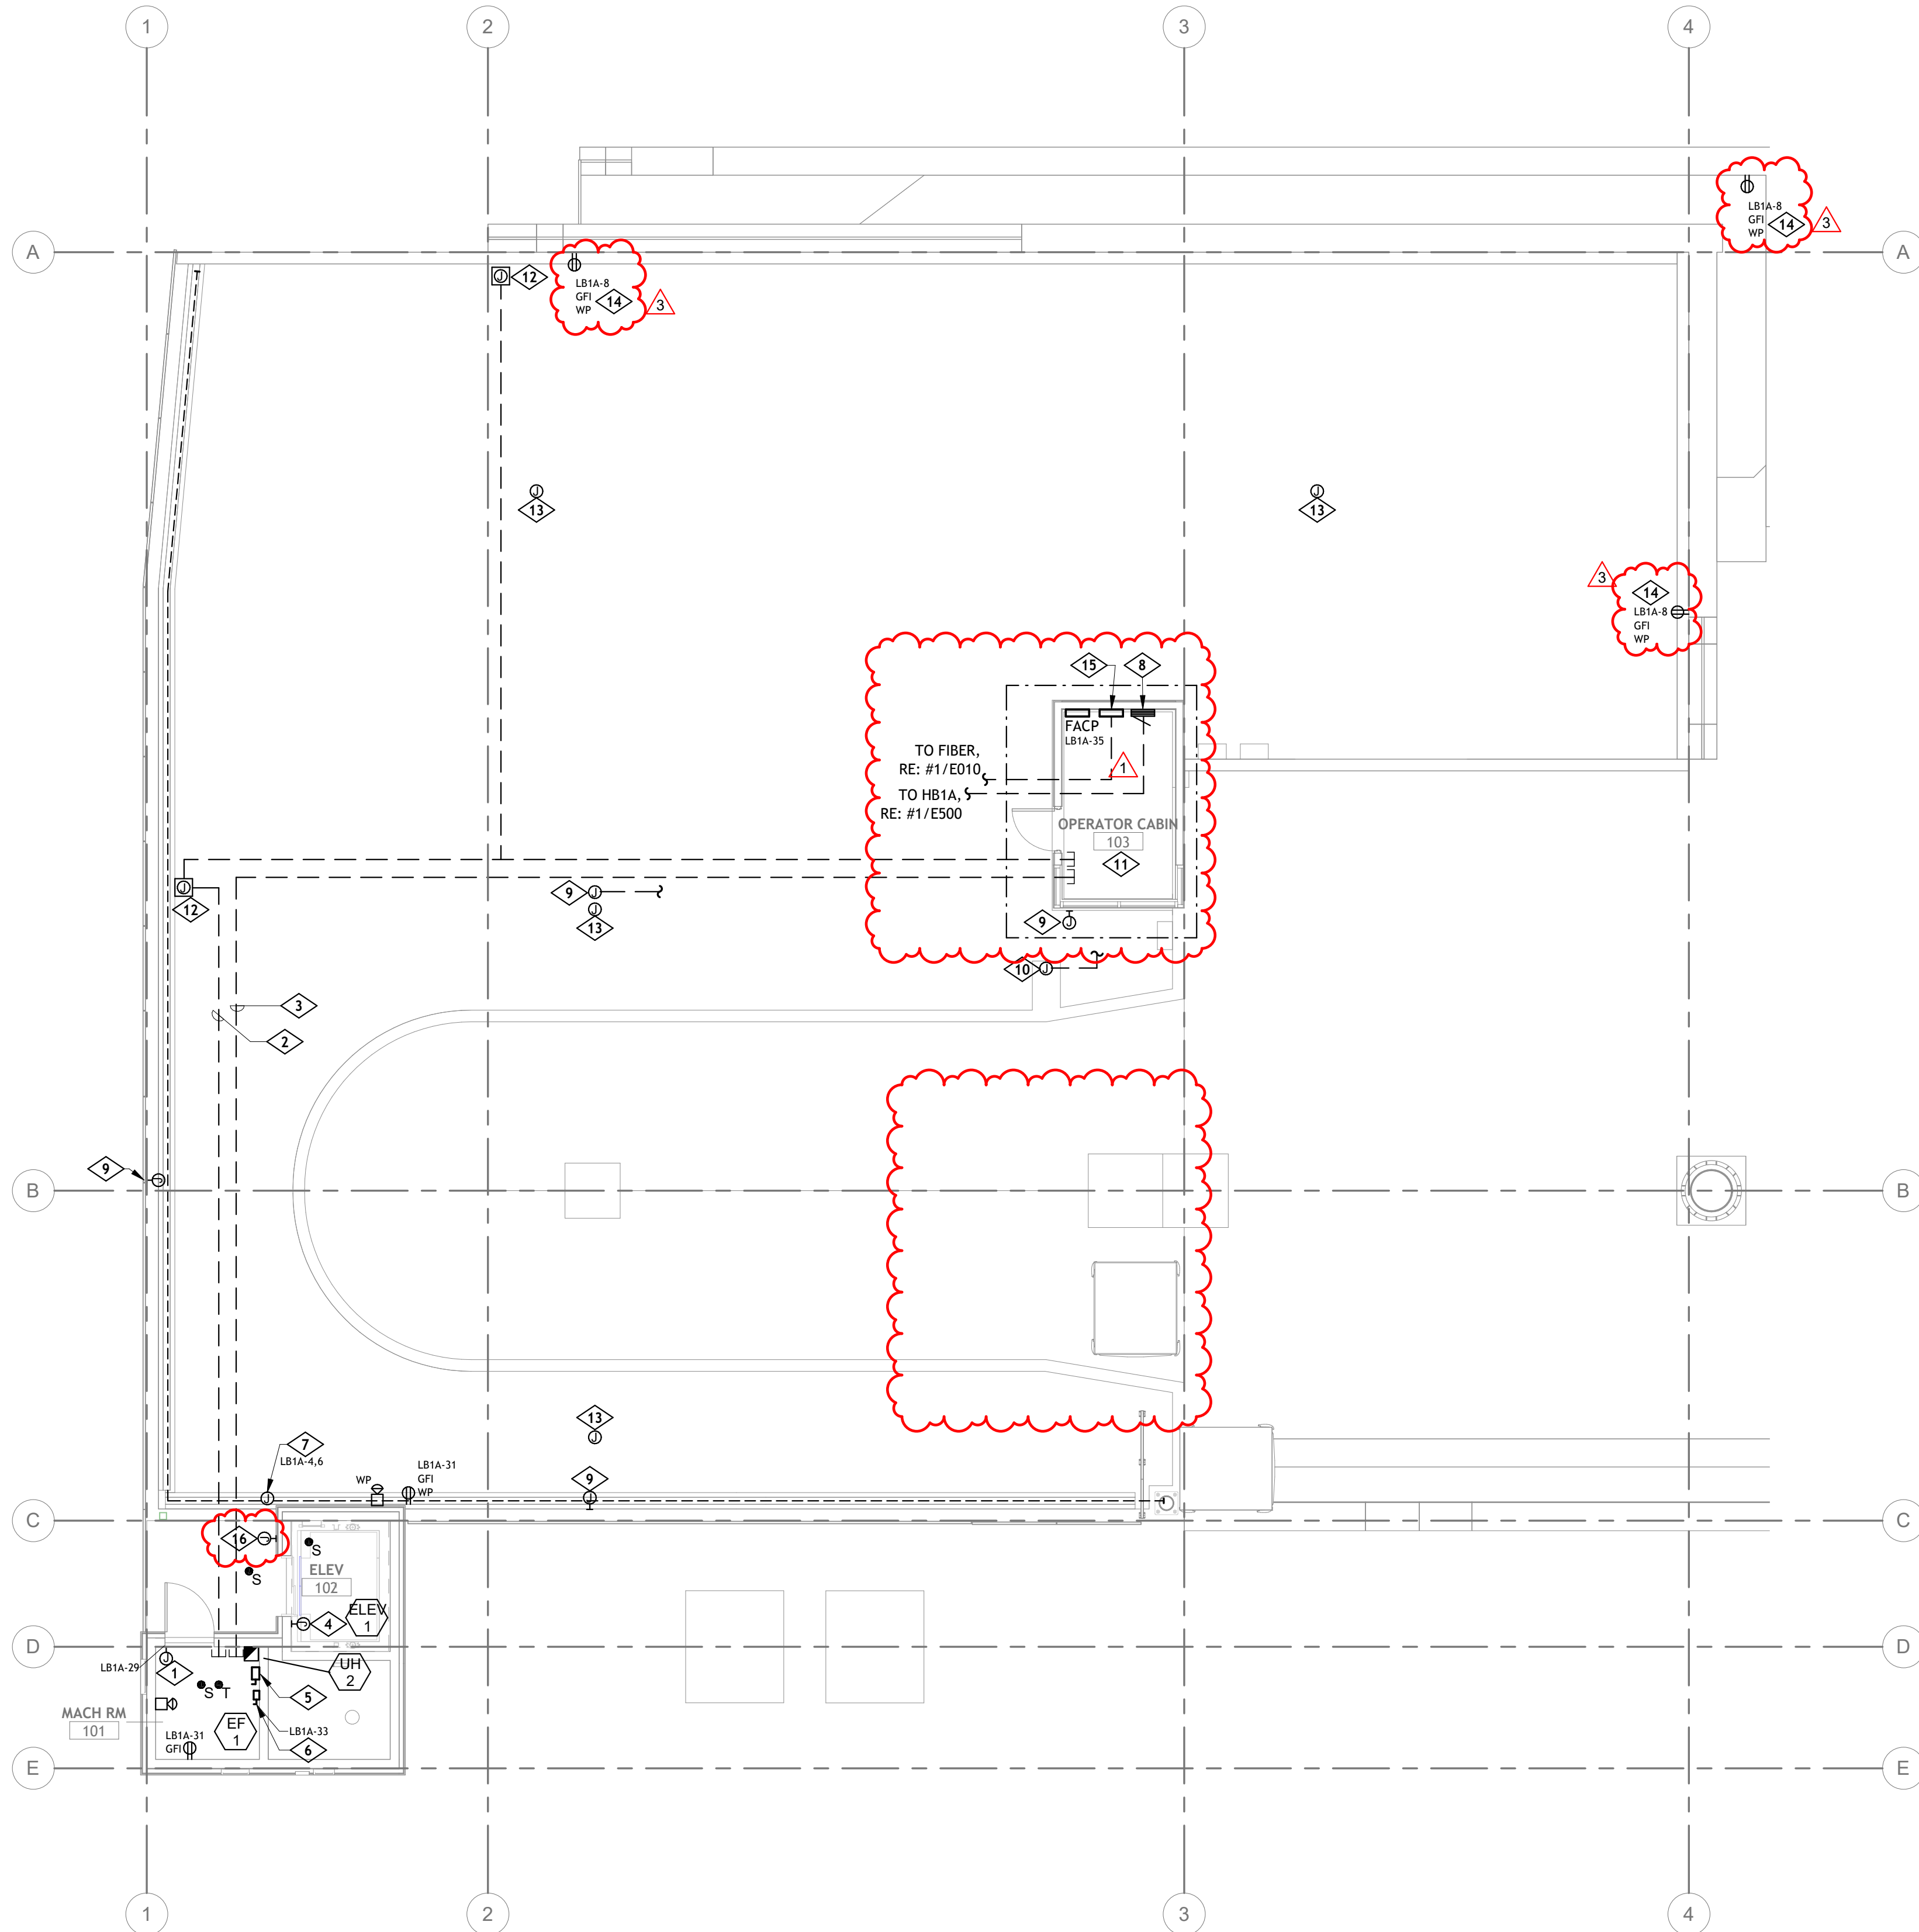 1
2
3
4
A
A
LB1A-8
GFI
WP
14
3
12
LB1A-8
GFI
WP
14
3
J
J
13
J
13
3
14
LB1A-8
GFI
WP
15
8
FACP
LB1A-35
1
TO FIBER,
RE: #1/E010
TO HB1A,
RE: #1/E500
OPERATOR CABIN
103
11
J
12
9
J
J
13
9
J
10
J
3
2
9
J
B
B
7
LB1A-4,6
J
WP
LB1A-31
GFI
WP
13
J
9
J
C
C
16
J
S
S
ELEV
102
J
4
ELEV
1
D
D
LB1A-29
J
1
UH
2
S
T
5
MACH RM
101
EF
1
LB1A-33
LB1A-31
GFI
6
E
E
1
2
3
4